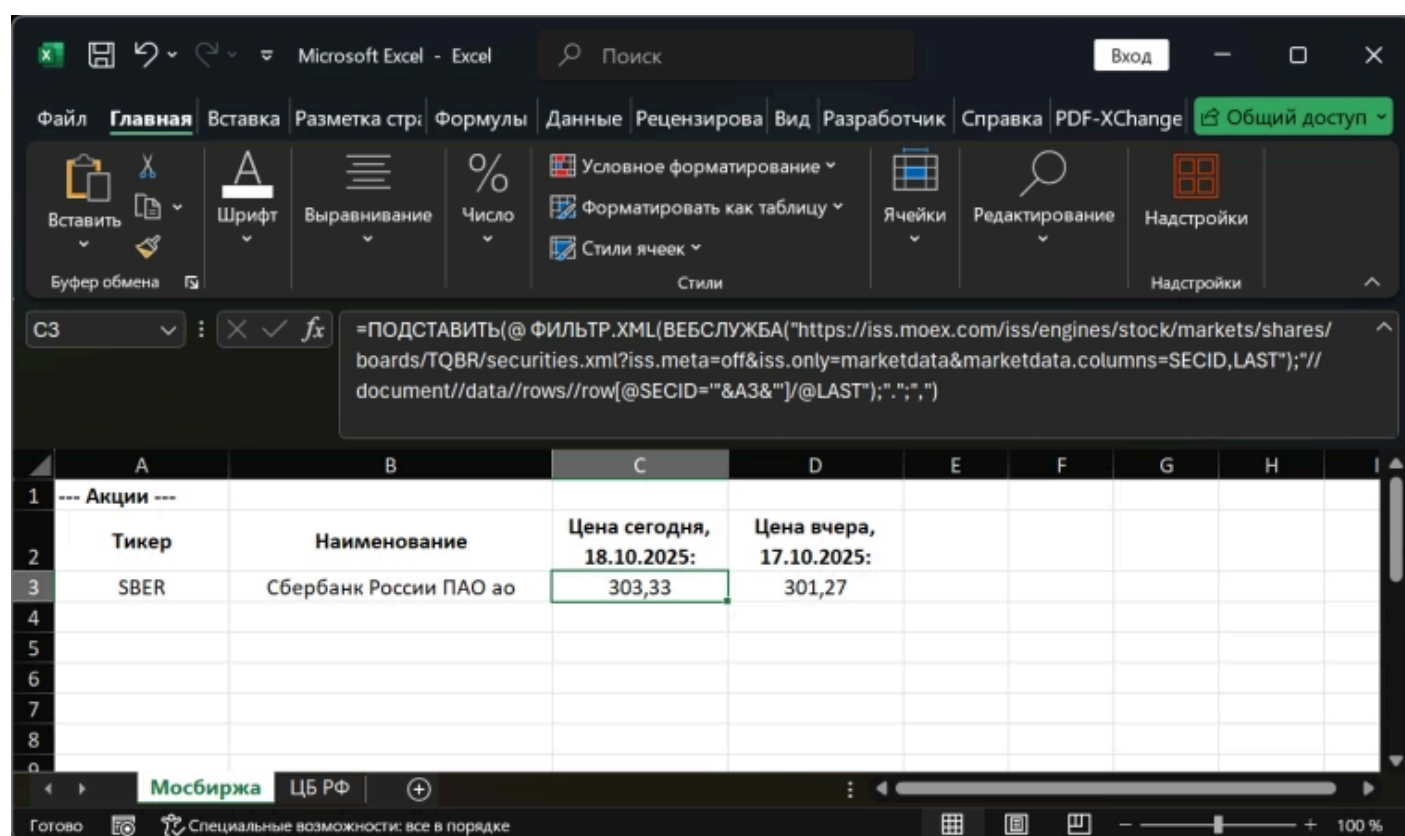 Microsoft Excel - Excel
Поиск
Вход
Файл Главная Вставка Разметка стра Формулы Данные Рецензирова Вид Разработчик Справка PDF-XChange Общий доступ
Вставить
Шрифт
Выравнивание
Число
Условное форматирование
Форматировать как таблицу
Стили ячеек
Ячейки
Редактирование
Надстройки
Буфер обмена
Стили
Надстройки
C3
fx
=ПОДСТАВИТЬ(@ФИЛЬТР.XML(ВЕБСЛУЖБА("https://iss.moex.com/iss/engines/stock/markets/shares/
boards/TQBR/securities.xml?iss.meta=off&iss.only=marketdata&marketdata.columns=SECID,LAST");"//
document//data//rows//row[@SECID='"&A3&"']/@LAST");".";",")
A B C D E F G H I
1 --- Акции ---
2 Тикер Наименование Цена сегодня, 18.10.2025: Цена вчера, 17.10.2025:
3 SBER Сбербанк России ПАО ао 303,33 301,27
4
5
6
7
8
9
Мосбиржа ЦБ РФ
Готово Специальные возможности: все в порядке 100 %